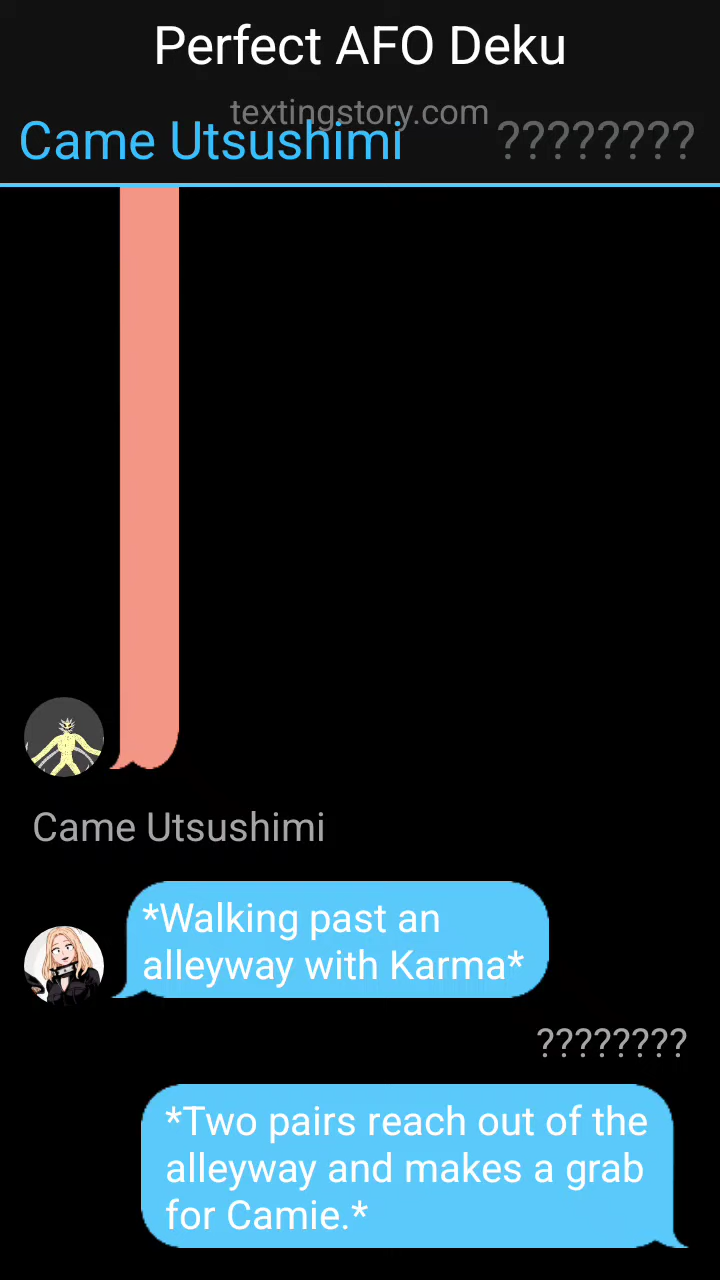 Perfect AFO Deku
textingstory.com
Came Utsushimi
????????
Came Utsushimi
*Walking past an
alleyway with Karma*
????????
*Two pairs reach out of the
alleyway and makes a grab
for Camie.*